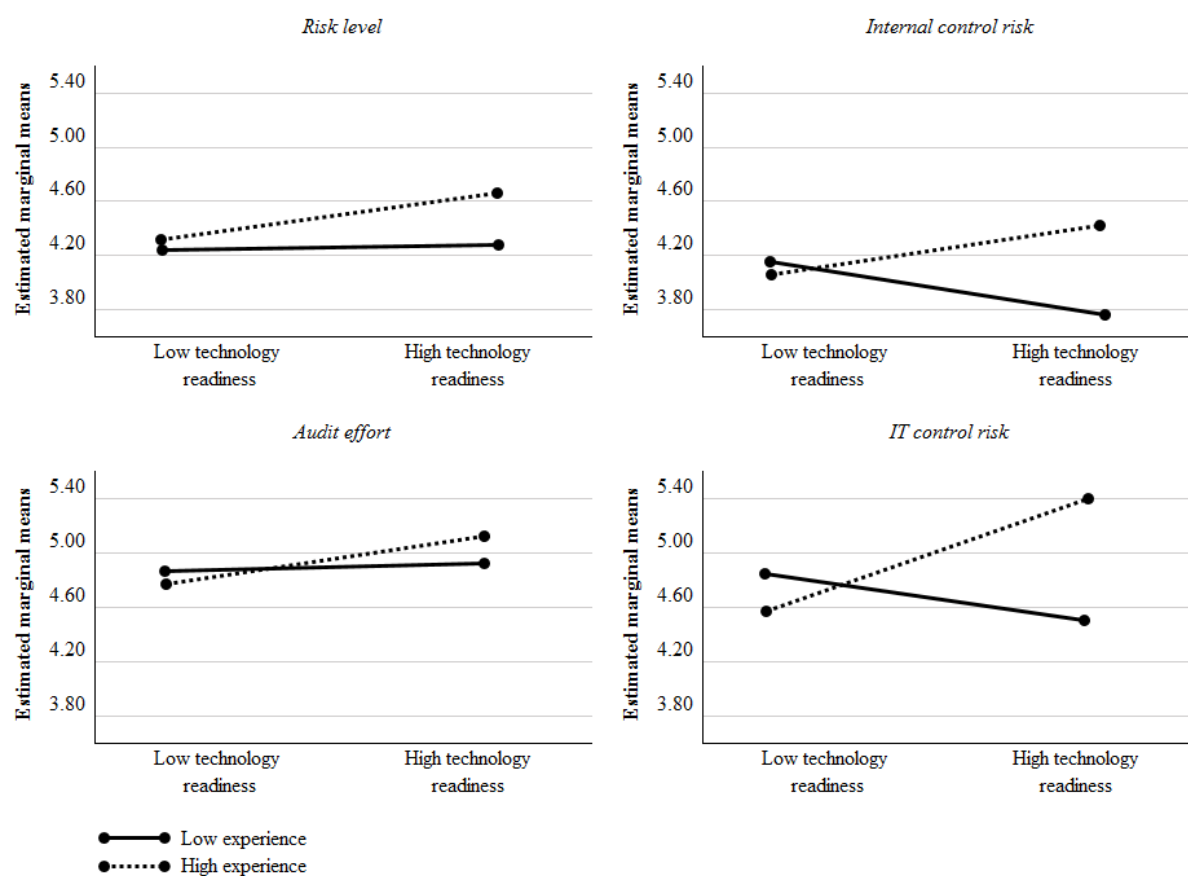 Risk level
Estimated marginal means
5.40
5.00
4.60
4.20
3.80
Low technology
readiness
High technology
readiness
Internal control risk
Estimated marginal means
5.40
5.00
4.60
4.20
3.80
Low technology
readiness
High technology
readiness
Audit effort
Estimated marginal means
5.40
5.00
4.60
4.20
3.80
Low technology
readiness
High technology
readiness
IT control risk
Estimated marginal means
5.40
5.00
4.60
4.20
3.80
Low technology
readiness
High technology
readiness
Low experience
High experience